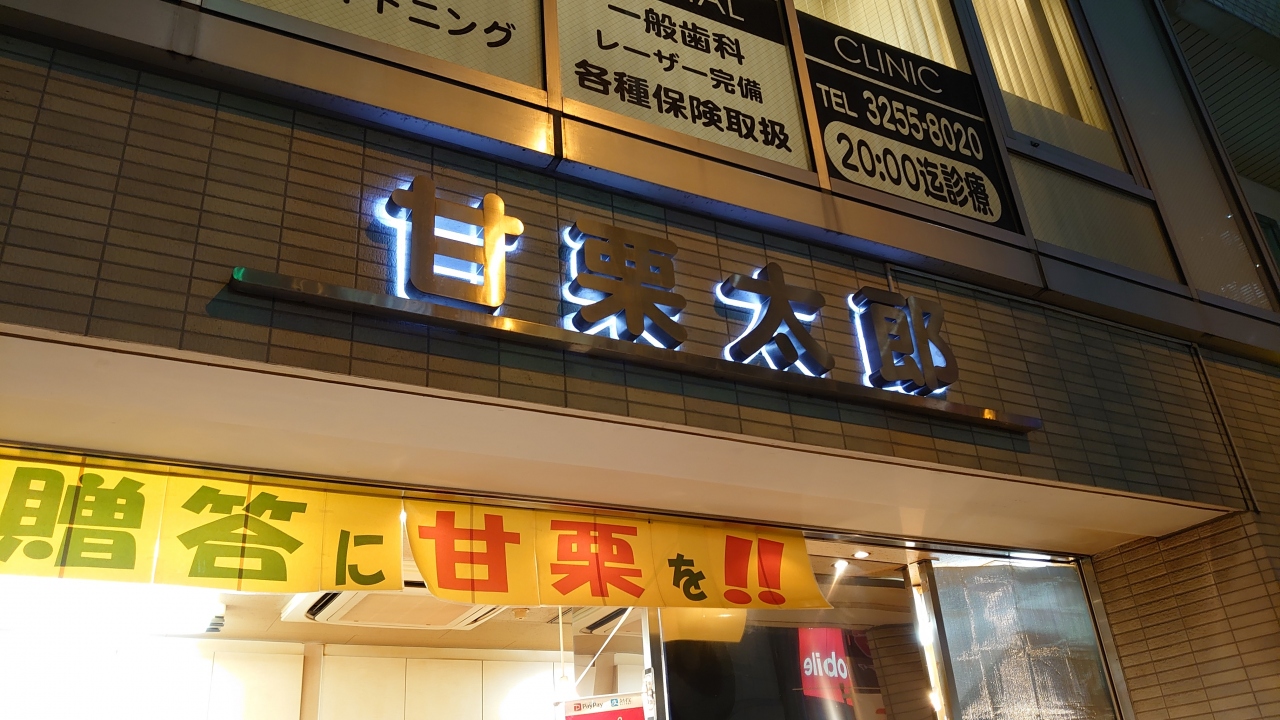 イトニング
一般歯科
レーザー完備
各種保険取扱
CLINIC
TEL 3255-8020
20:00迄診療
甘栗太郎
贈答に甘栗を!!
PayPay